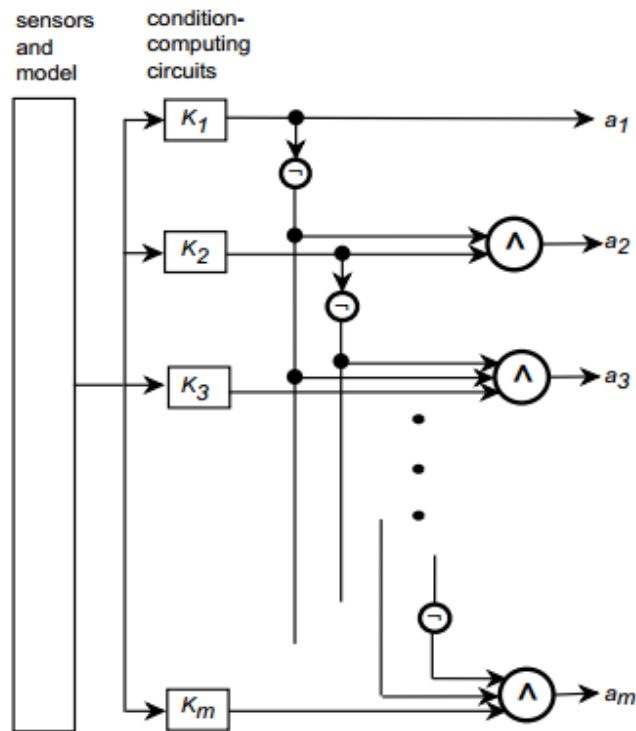 sensors
and
model
condition-
computing
circuits
K1
a1
¬
K2
∧
a2
¬
K3
∧
a3
¬
Km
∧
am